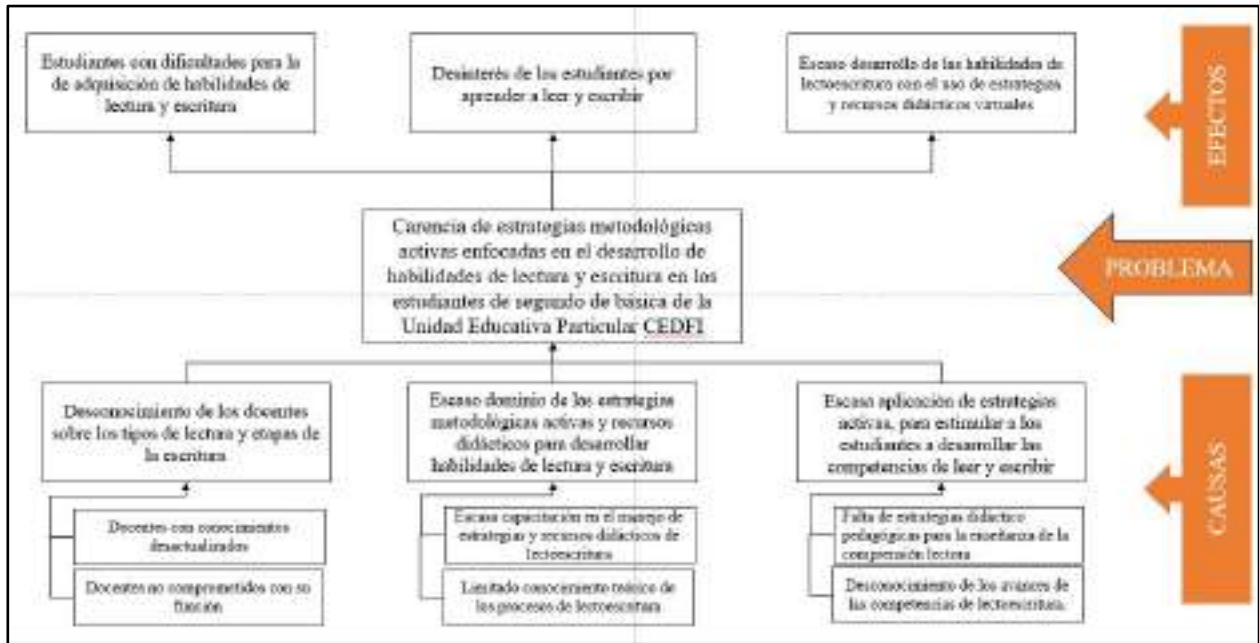 Estudiantes con dificultades para la
de adquisición de habilidades de
lectura y escritura
Desinterés de los estudiantes por
aprender a leer y escribir
Escaso desarrollo de las habilidades de
lectoescritura con el uso de estrategias
y recursos didácticos virtuales
EFECTOS
Carencia de estrategias metodológicas
activas enfocadas en el desarrollo de
habilidades de lectura y escritura en los
estudiantes de segundo de básica de la
Unidad Educativa Particular CEDFI
PROBLEMA
Desconocimiento de los docentes
sobre los tipos de lectura y etapas de
la escritura
Escaso dominio de las estrategias
metodológicas activas y recursos
didácticos para desarrollar
habilidades de lectura y escritura
Escasa aplicación de estrategias
activas, para estimular a los
estudiantes a desarrollar las
competencias de leer y escribir
CAUSAS
Docentes con conocimientos
desactualizados
Docentes no comprometidos con su
función
Escasa capacitación en el manejo de
estrategias y recursos didácticos de
lectoescritura
Limitado conocimiento teórico de
los procesos de lectoescritura
Falta de estrategias didáctico
pedagógicas para la enseñanza de la
comprensión lectora
Desconocimiento de los avances de
las competencias de lectoescritura.